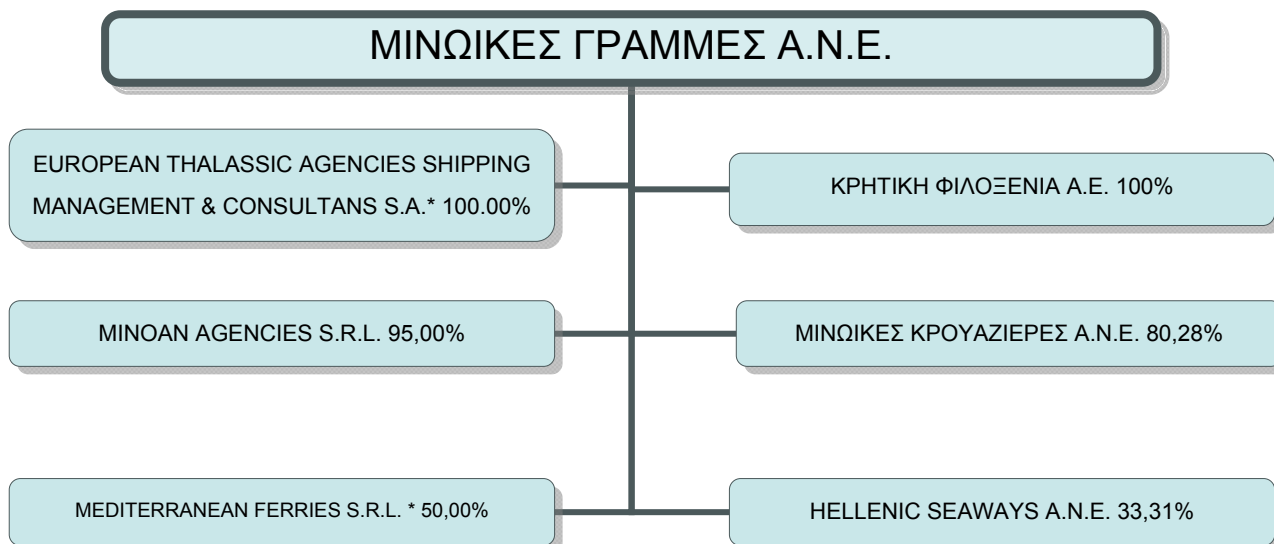 ΜΙΝΩΙΚΕΣ ΓΡΑΜΜΕΣ Α.Ν.Ε.
EUROPEAN THALASSIC AGENCIES SHIPPING
MANAGEMENT & CONSULTANS S.A.* 100.00%
ΚΡΗΤΙΚΗ ΦΙΛΟΞΕΝΙΑ Α.Ε. 100%
MINOAN AGENCIES S.R.L. 95,00%
ΜΙΝΩΙΚΕΣ ΚΡΟΥΑΖΙΕΡΕΣ Α.Ν.Ε. 80,28%
MEDITERRANEAN FERRIES S.R.L. * 50,00%
HELLENIC SEAWAYS Α.Ν.Ε. 33,31%